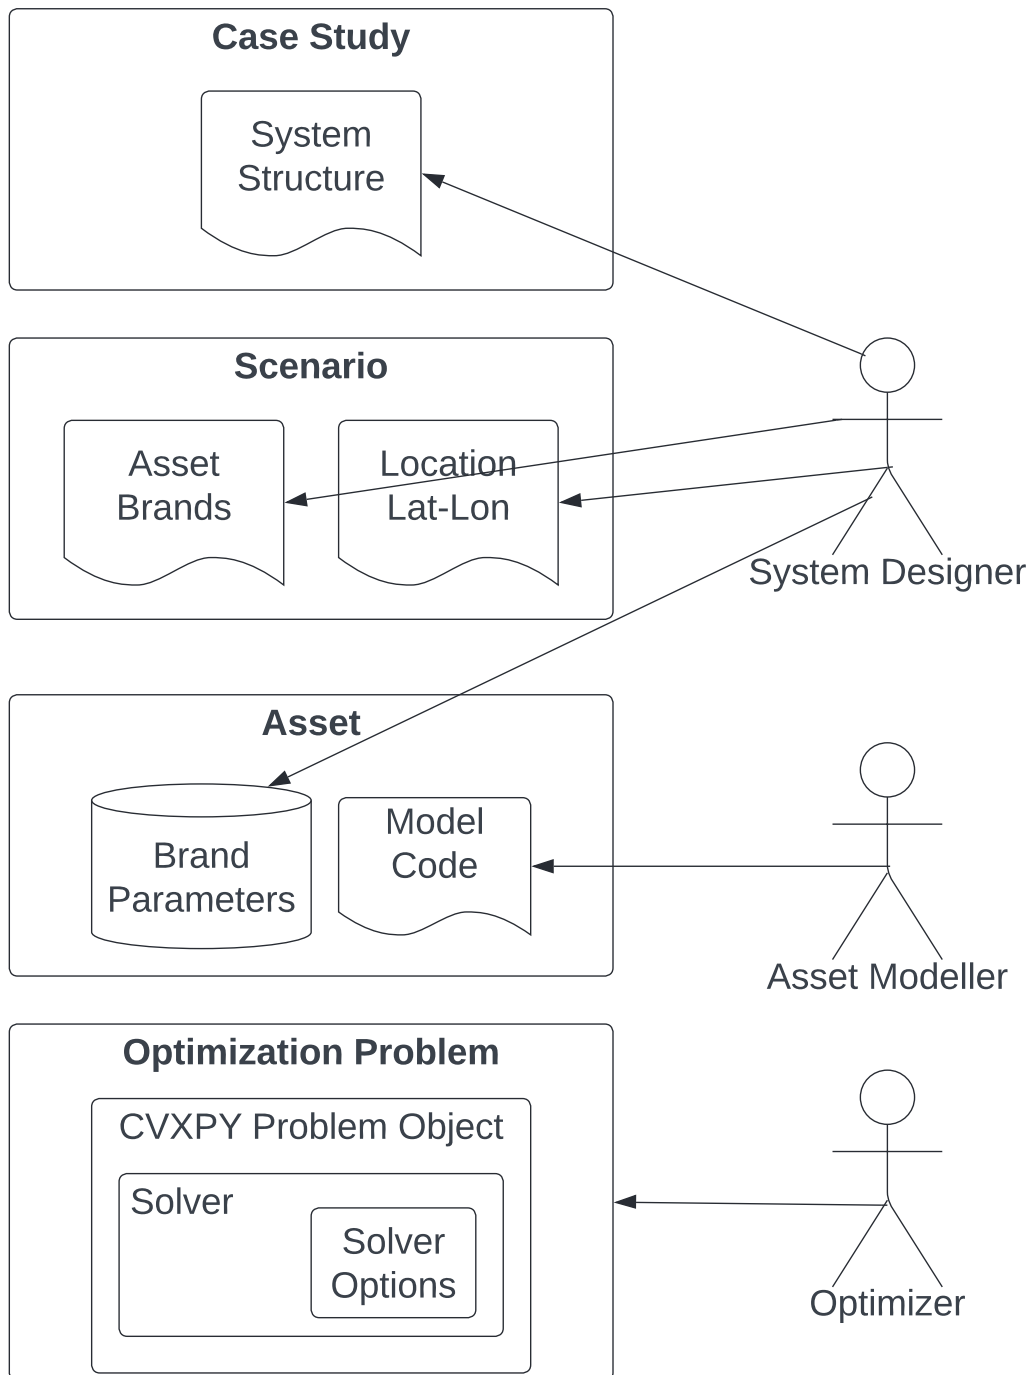 Case Study
System
Structure
Scenario
Asset
Brands
Location
Lat-Lon
System Designer
Asset
Brand
Parameters
Model
Code
Asset Modeller
Optimization Problem
CVXPY Problem Object
Solver
Solver
Options
Optimizer